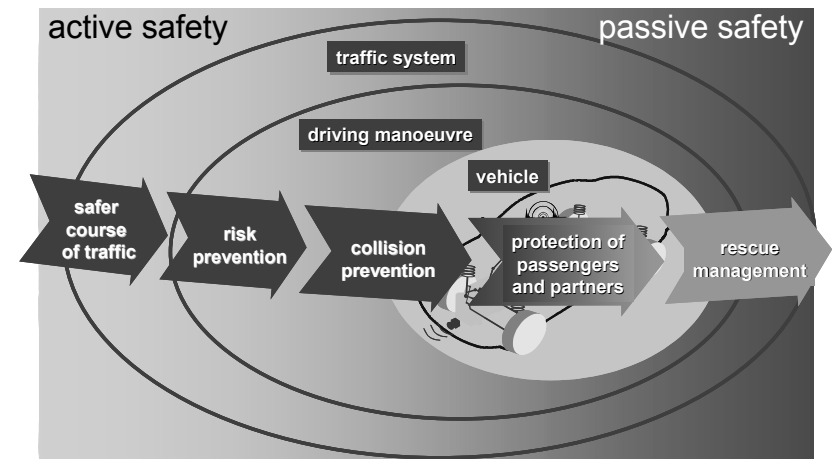 active safety
passive safety
traffic system
driving manoeuvre
vehicle
safer
course
of traffic
risk
prevention
collision
prevention
protection of
passengers
and partners
rescue
management